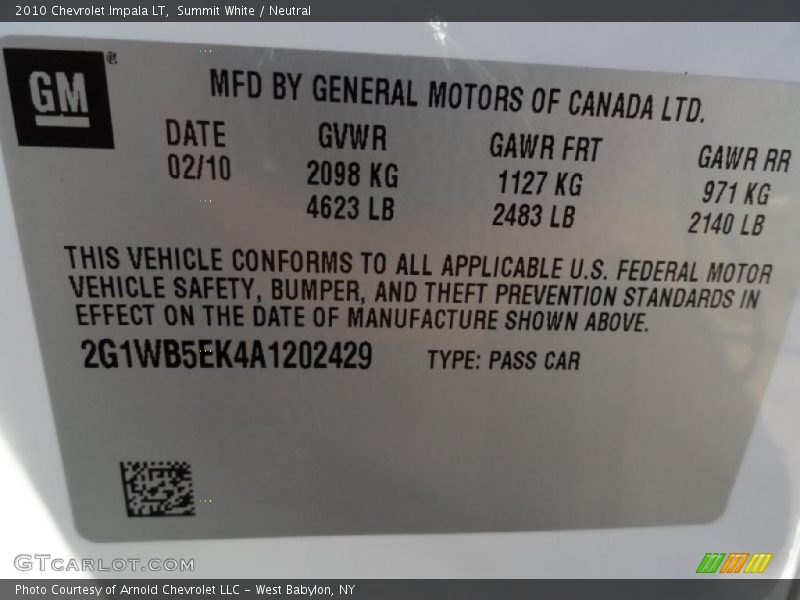 2010 Chevrolet Impala LT, Summit White / Neutral
GM®
MFD BY GENERAL MOTORS OF CANADA LTD.
DATE GVWR GAWR FRT GAWR RR
02/10 2098 KG 1127 KG 971 KG
4623 LB 2483 LB 2140 LB
THIS VEHICLE CONFORMS TO ALL APPLICABLE U.S. FEDERAL MOTOR
VEHICLE SAFETY, BUMPER, AND THEFT PREVENTION STANDARDS IN
EFFECT ON THE DATE OF MANUFACTURE SHOWN ABOVE.
2G1WB5EK4A1202429 TYPE: PASS CAR
GTCARLOT.COM
Photo Courtesy of Arnold Chevrolet LLC - West Babylon, NY